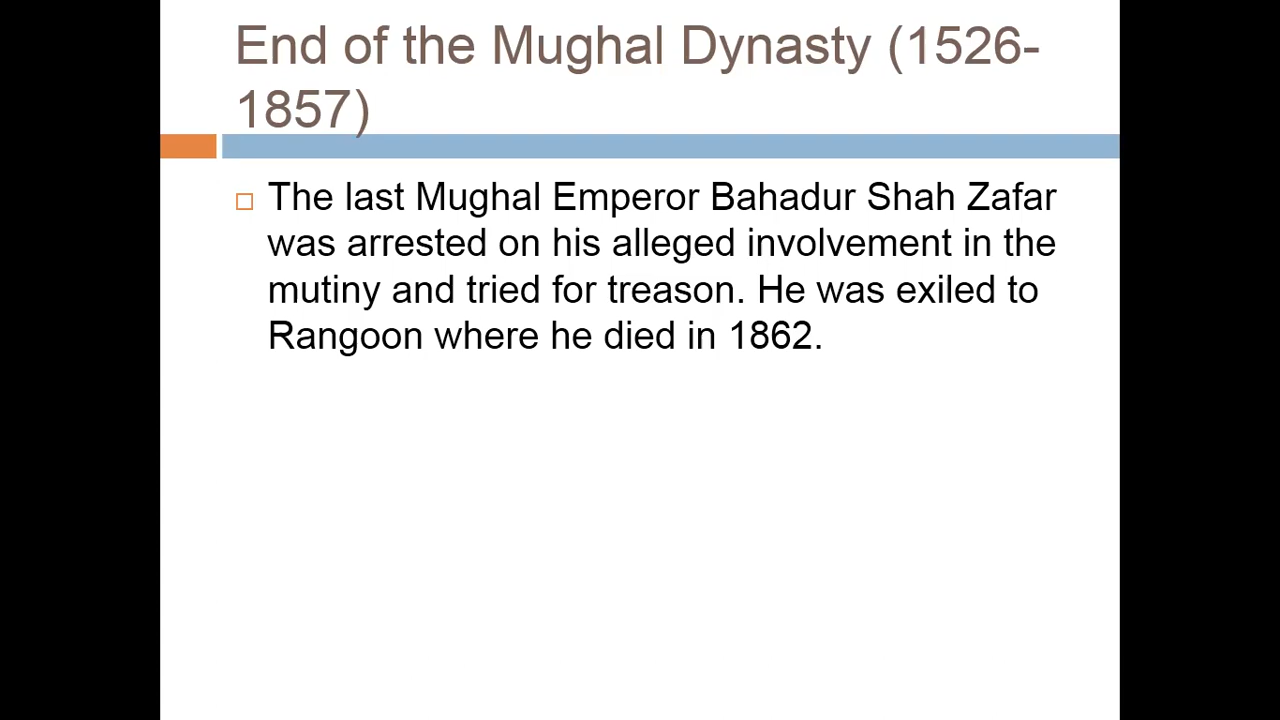 End of the Mughal Dynasty (1526-
1857)
The last Mughal Emperor Bahadur Shah Zafar
was arrested on his alleged involvement in the
mutiny and tried for treason. He was exiled to
Rangoon where he died in 1862.